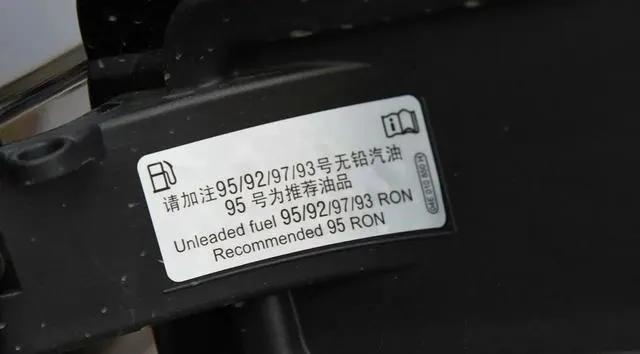 请加注95/92/97/93号无铅汽油
95 号为推荐油品
Unleaded fuel 95/92/97/93 RON
Recommended 95 RON